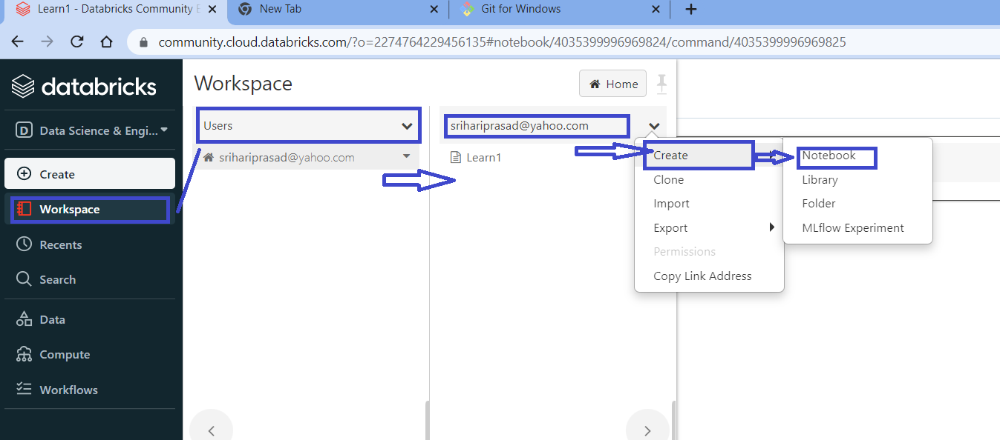 Learn1 - Databricks Community E
New Tab
Git for Windows
community.cloud.databricks.com/?o=2274764229456135#notebook/4035399996969824/command/4035399996969825
databricks
D Data Science & Engi...
Create
Workspace
Recents
Search
Data
Compute
Workflows
Workspace
Home
Users
srihariprasad@yahoo.com
srihariprasad@yahoo.com
Learn1
Create
Clone
Import
Export
Permissions
Copy Link Address
Notebook
Library
Folder
MLflow Experiment